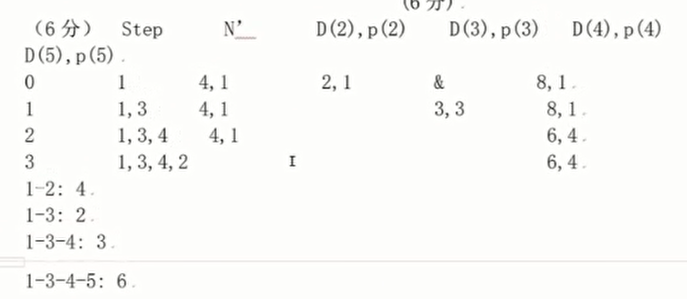 (6 分).
（6 分） Step N’ D(2),p(2) D(3),p(3) D(4),p(4)
D(5),p(5).
0 1 4,1 2,1 & 8,1.
1 1,3 4,1 3,3 8,1.
2 1,3,4 4,1 6,4.
3 1,3,4,2 6,4.
1-2: 4.
1-3: 2.
1-3-4: 3.
1-3-4-5: 6.